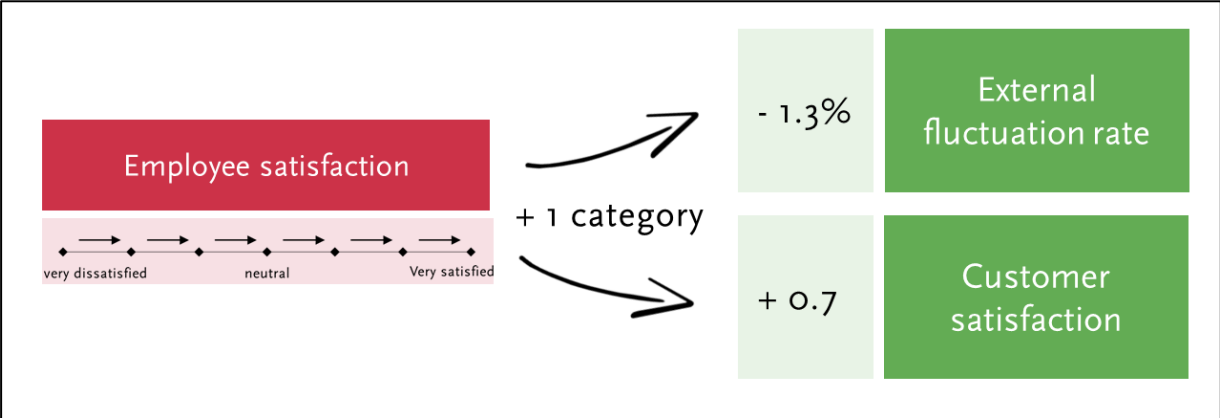 Employee satisfaction
very dissatisfied
neutral
Very satisfied
+ 1 category
- 1.3%
External
fluctuation rate
+ 0.7
Customer
satisfaction